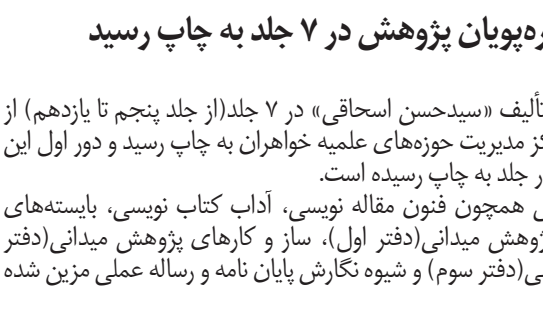 ره‌پویان پژوهش در ۷ جلد به چاپ رسید
تألیف «سیدحسن اسحاقی» در ۷ جلد(از جلد پنجم تا یازدهم) از
مدیریت حوزه‌های علمیه خواهران به چاپ رسید و دور اول این
جلد به چاپ رسیده است.
همچون فنون مقاله نویسی، آداب کتاب نویسی، بایسته‌های
میدانی(دفتر اول)، ساز و کارهای پژوهش میدانی(دفتر
(دفتر سوم) و شیوه نگارش پایان نامه و رساله عملی مزین شده